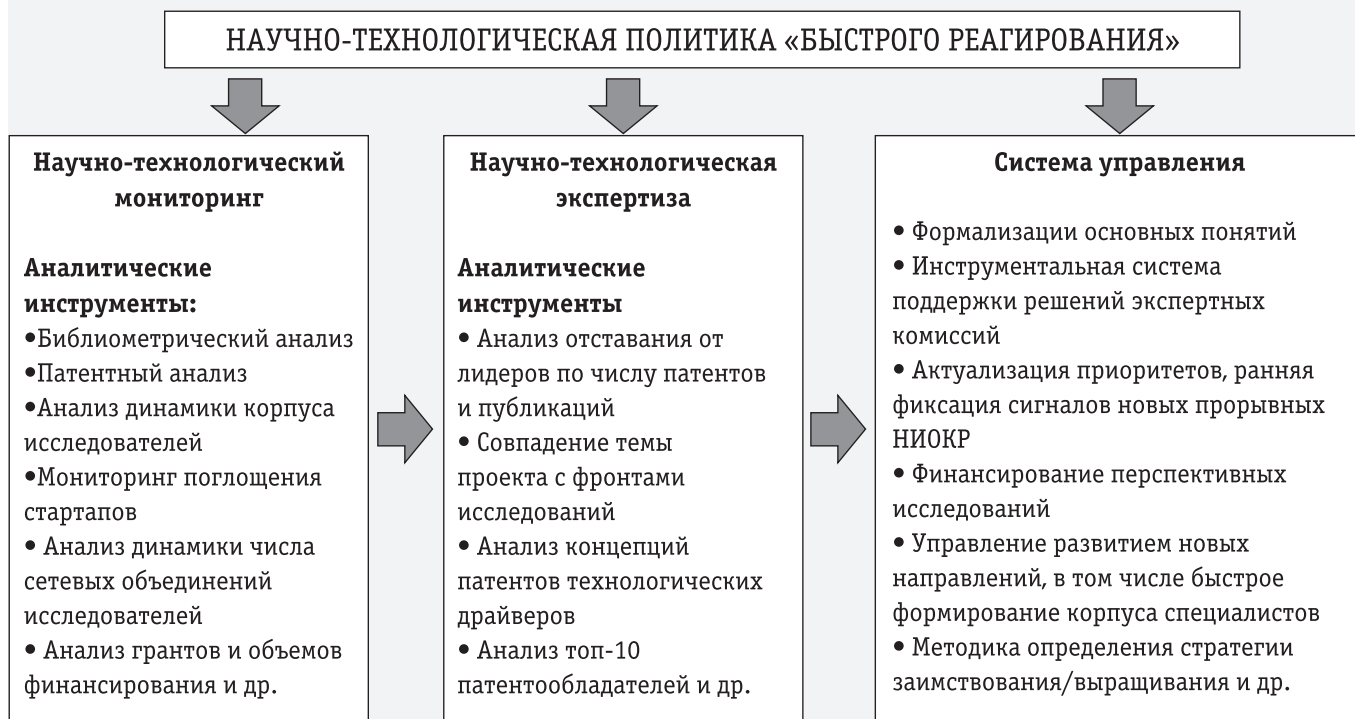 НАУЧНО-ТЕХНОЛОГИЧЕСКАЯ ПОЛИТИКА «БЫСТРОГО РЕАГИРОВАНИЯ»
Научно-технологический
мониторинг
Аналитические
инструменты:
•Библиометрический анализ
•Патентный анализ
•Анализ динамики корпуса
исследователей
•Мониторинг поглощения
стартапов
• Анализ динамики числа
сетевых объединений
исследователей
• Анализ грантов и объемов
финансирования и др.
Научно-технологическая
экспертиза
Аналитические
инструменты
• Анализ отставания от
лидеров по числу патентов
и публикаций
• Совпадение темы
проекта с фронтами
исследований
• Анализ концепций
патентов технологических
драйверов
• Анализ топ-10
патентообладателей и др.
Система управления
• Формализации основных понятий
• Инструментальная система
поддержки решений экспертных
комиссий
• Актуализация приоритетов, ранняя
фиксация сигналов новых прорывных
НИОКР
• Финансирование перспективных
исследований
• Управление развитием новых
направлений, в том числе быстрое
формирование корпуса специалистов
• Методика определения стратегии
заимствования/выращивания и др.